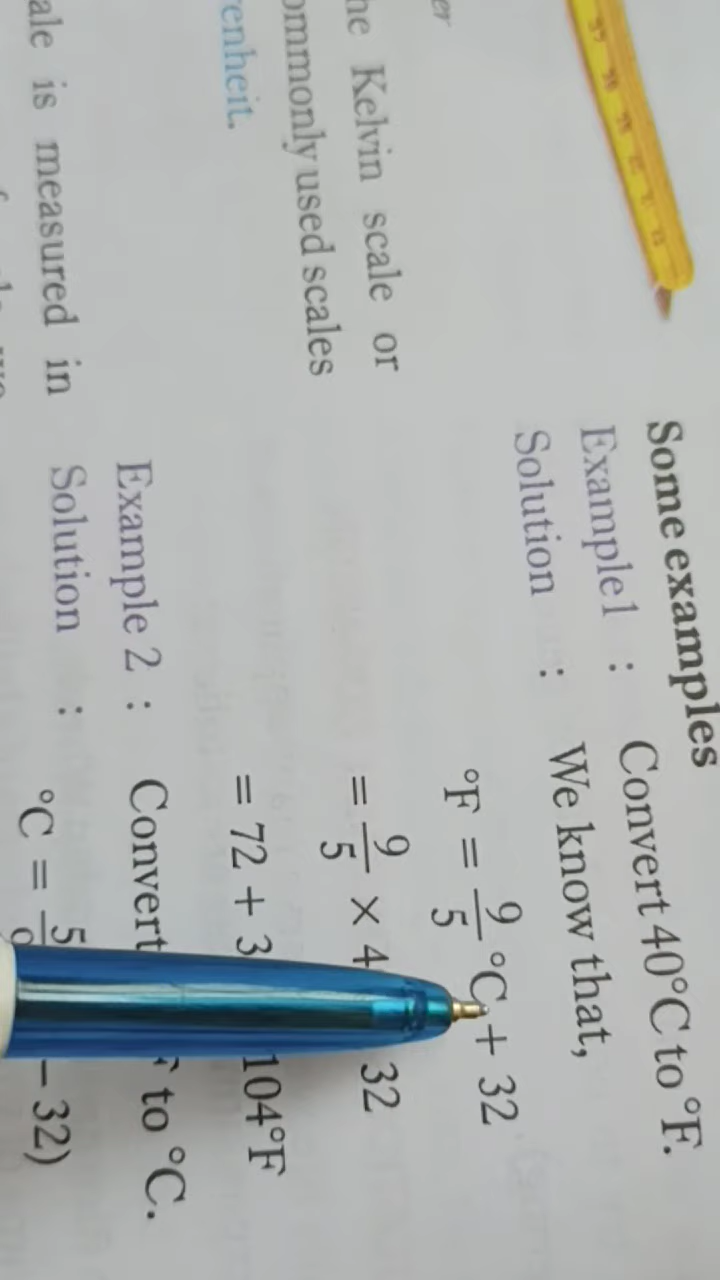 he Kelvin scale or
ommonly used scales
enheit.
ale is measured in
Some examples
Example1 : Convert 40°C to °F.
Solution : We know that,
°F = 9/5 °C + 32
= 9/5 × 4 32
= 72 + 3 104°F
Example 2 : Convert to °C.
Solution : °C = 5 – 32)